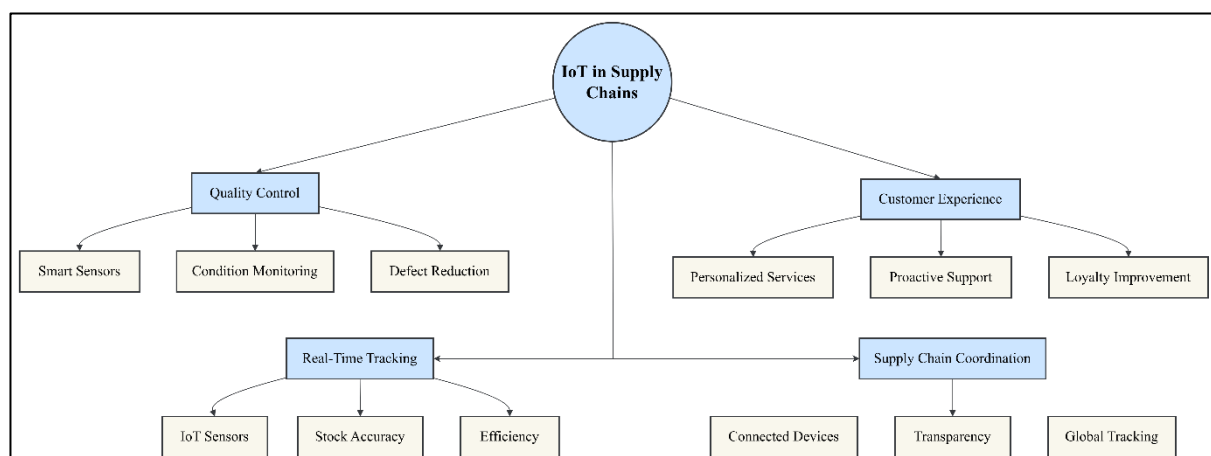 IoT in Supply
Chains
Quality Control
Customer Experience
Smart Sensors
Condition Monitoring
Defect Reduction
Personalized Services
Proactive Support
Loyalty Improvement
Real-Time Tracking
Supply Chain Coordination
IoT Sensors
Stock Accuracy
Efficiency
Connected Devices
Transparency
Global Tracking